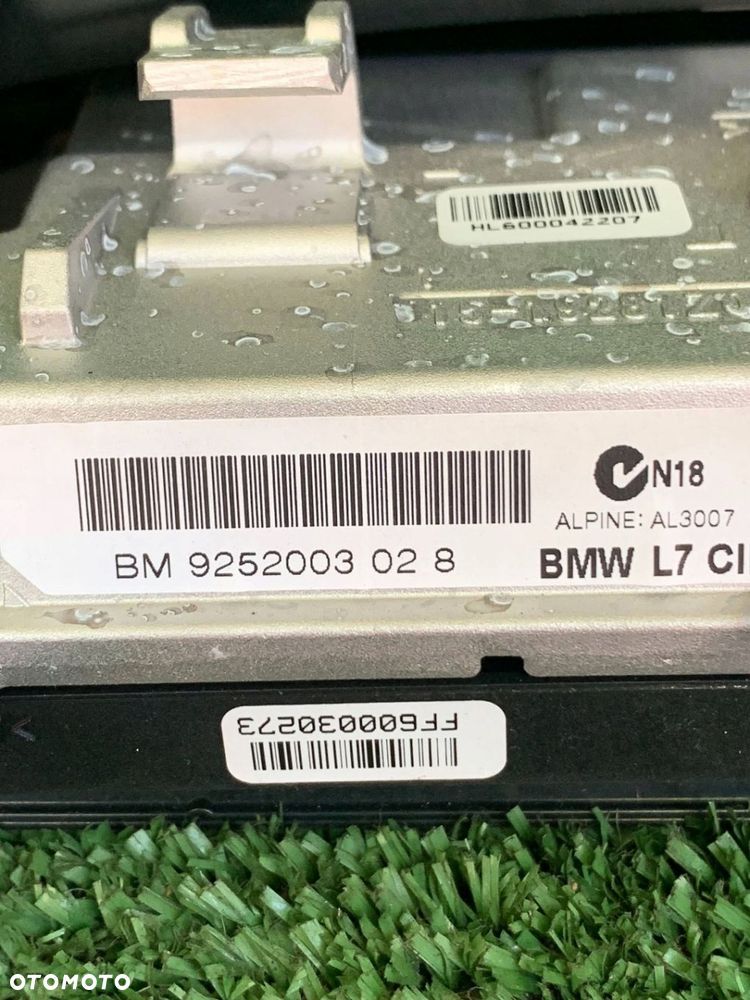 HL600042207
N18
ALPINE: AL3007
BM 9252003 02 8
BMW L7 CI
FF600030273
OTOMOTO